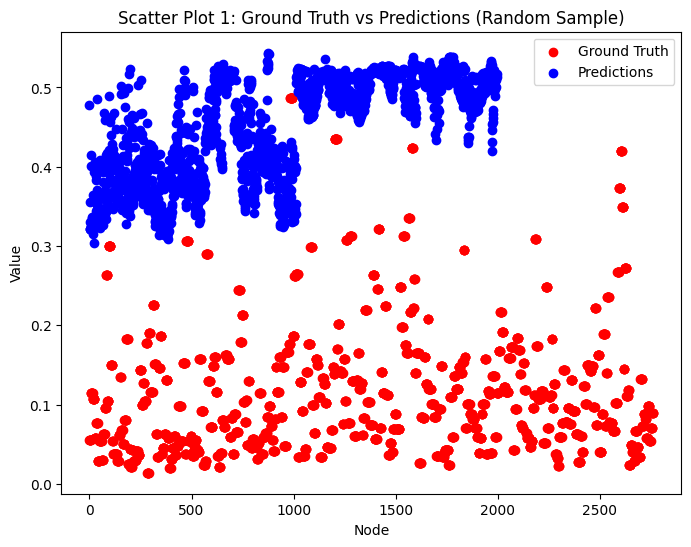 Scatter Plot 1: Ground Truth vs Predictions (Random Sample)
Ground Truth
Predictions
Value
0.5
0.4
0.3
0.2
0.1
0.0
0 500 1000 1500 2000 2500
Node